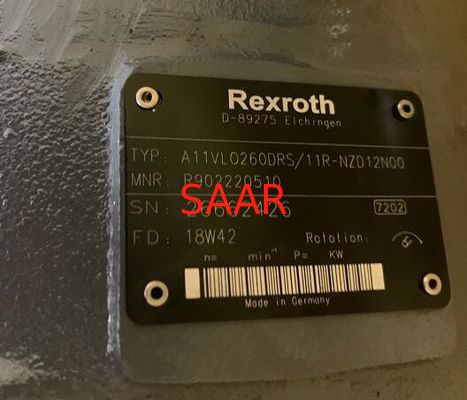 Rexroth
D-89275 Elchingen
TYP: A11VLO260DRS/11R-NZD12N00
MNR: R902220510
SAAR
SN: 7202
FD: 18W42 Rotation:
n= min⁻¹ P= KW
Made in Germany